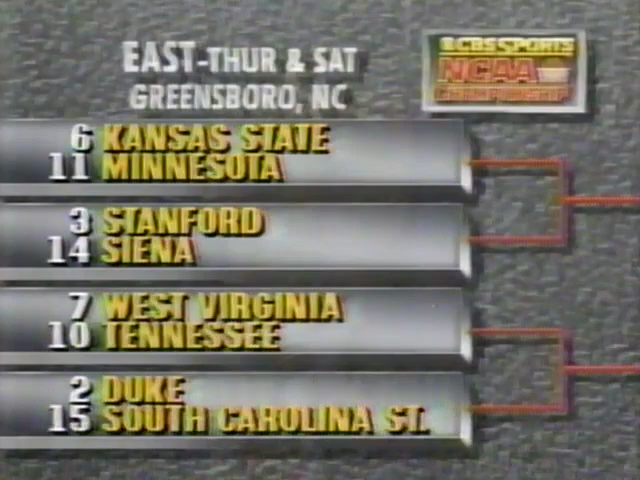 EAST-THUR & SAT
GREENSBORO, NC
CBS SPORTS
NCAA
CHAMPIONSHIP
6 KANSAS STATE
11 MINNESOTA
3 STANFORD
14 SIENA
7 WEST VIRGINIA
10 TENNESSEE
2 DUKE
15 SOUTH CAROLINA ST.